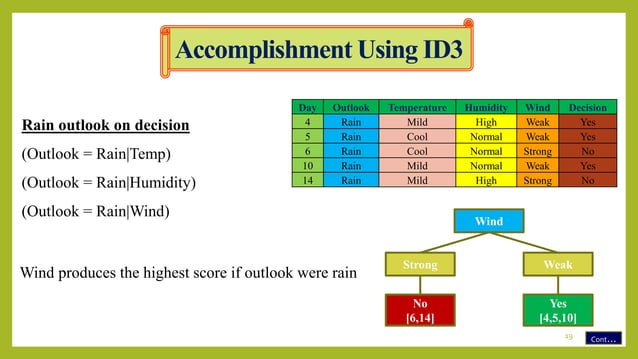 Accomplishment Using ID3
Rain outlook on decision
(Outlook = Rain|Temp)
(Outlook = Rain|Humidity)
(Outlook = Rain|Wind)
Wind produces the highest score if outlook were rain
Day Outlook Temperature Humidity Wind Decision
4 Rain Mild High Weak Yes
5 Rain Cool Normal Weak Yes
6 Rain Cool Normal Strong No
10 Rain Mild Normal Weak Yes
14 Rain Mild High Strong No
Wind
Strong Weak
No Yes
[6,14] [4,5,10]
19
Cont…